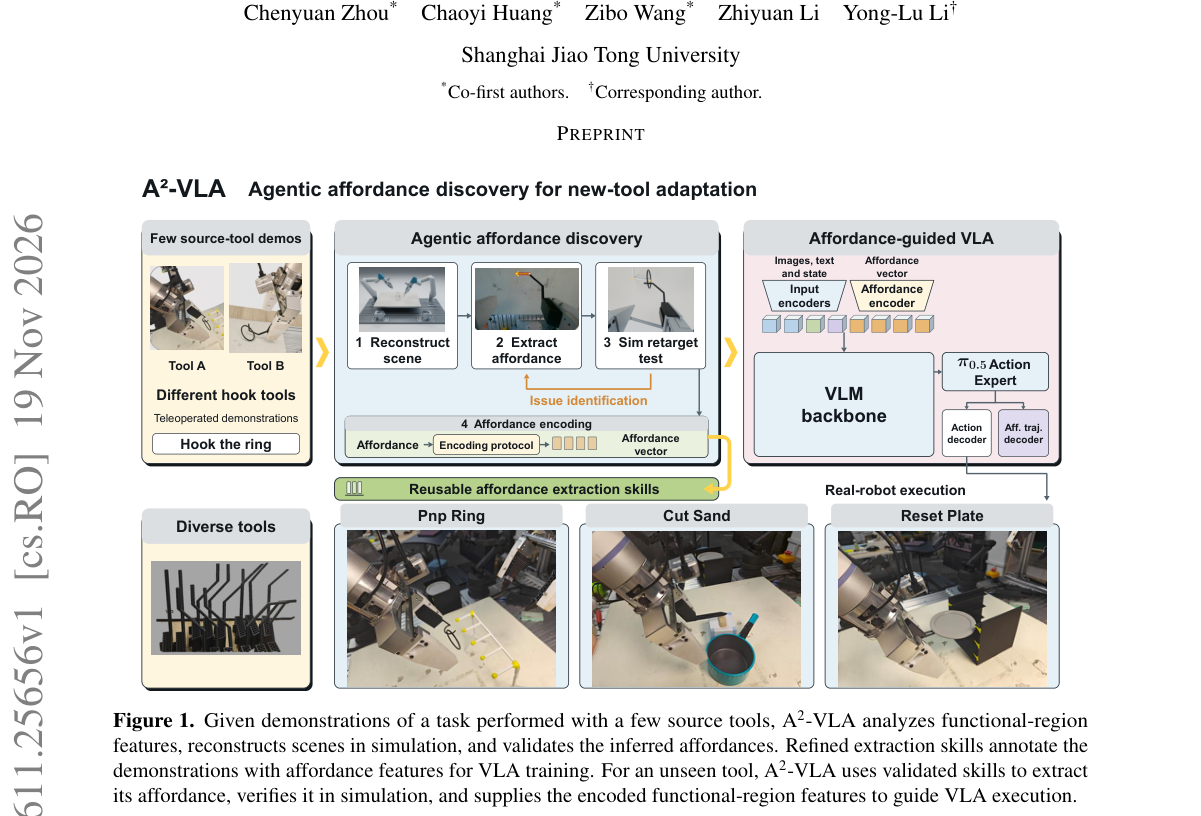 Chenyuan Zhou* Chaoyi Huang* Zibo Wang* Zhiyuan Li Yong-Lu Li†
Shanghai Jiao Tong University
*Co-first authors. †Corresponding author.
PREPRINT
611.25656v1 [cs.RO] 19 Nov 2026
A²-VLA Agentic affordance discovery for new-tool adaptation
Few source-tool demos
Tool A Tool B
Different hook tools
Teleoperated demonstrations
Hook the ring
Agentic affordance discovery
1 Reconstruct
scene
2 Extract
affordance
3 Sim retarget
test
Issue identification
4 Affordance encoding
Affordance
Encoding protocol
Affordance
vector
Reusable affordance extraction skills
Affordance-guided VLA
Images, text
and state
Affordance
vector
Input
encoders
Affordance
encoder
VLM
backbone
π0.5 Action
Expert
Action
decoder
Aff. traj.
decoder
Real-robot execution
Diverse tools
Pnp Ring
Cut Sand
Reset Plate
Figure 1. Given demonstrations of a task performed with a few source tools, A²-VLA analyzes functional-region
features, reconstructs scenes in simulation, and validates the inferred affordances. Refined extraction skills annotate the
demonstrations with affordance features for VLA training. For an unseen tool, A²-VLA uses validated skills to extract
its affordance, verifies it in simulation, and supplies the encoded functional-region features to guide VLA execution.